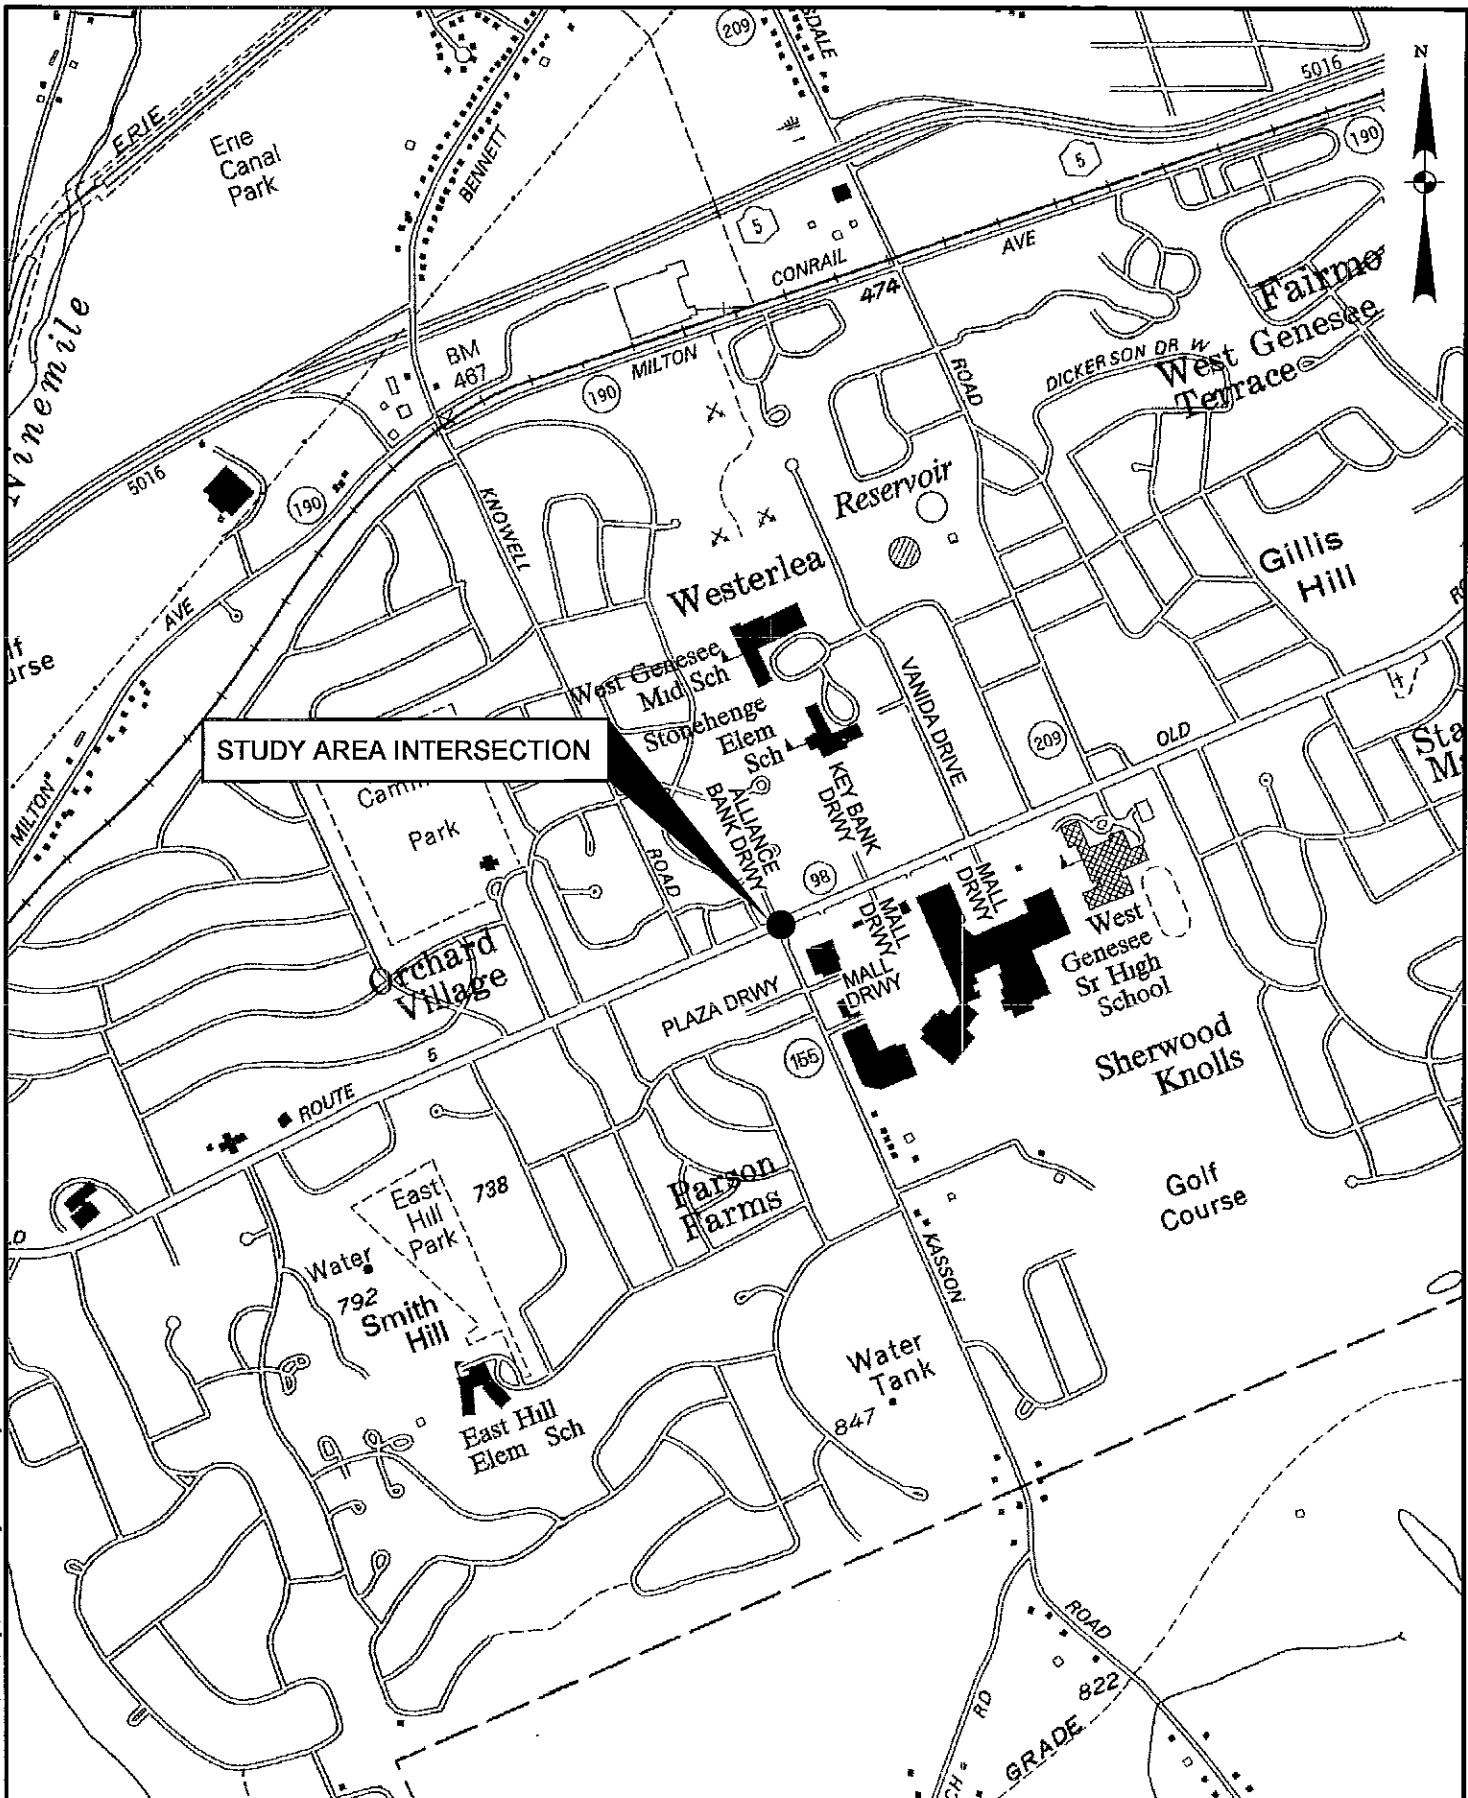 209
SDALE
5016
N
ERIE
Erie
Canal
Park
BENNETT
5
190
5
CONRAIL
AVE
474
Fairmo
West Genesee
Terrace
DICKERSON DR W
BM
467
MILTON
190
ROAD
Ninemile
5016
190
KNOWELL
Reservoir
Westerlea
Gillis
Hill
AVE
lf
urse
West Genesee
Mid Sch
Stonehenge
Elem
Sch
VANIDA DRIVE
209
OLD
Sta
STUDY AREA INTERSECTION
Park
MILTON
ALLIANCE
BANK DRWY
KEY BANK
DRWY
ROAD
98
MALL
DRWY
MALL
DRWY
West
Genesee
Sr High
School
Orchard
Village
PLAZA DRWY
MALL
DRWY
155
Sherwood
Knolls
5
ROUTE
East
Hill
Park
738
Parson
Farms
Golf
Course
Water
792
Smith
Hill
KASSON
Water
Tank
847
East Hill
Elem Sch
ROAD
822
RD
GRADE
CH